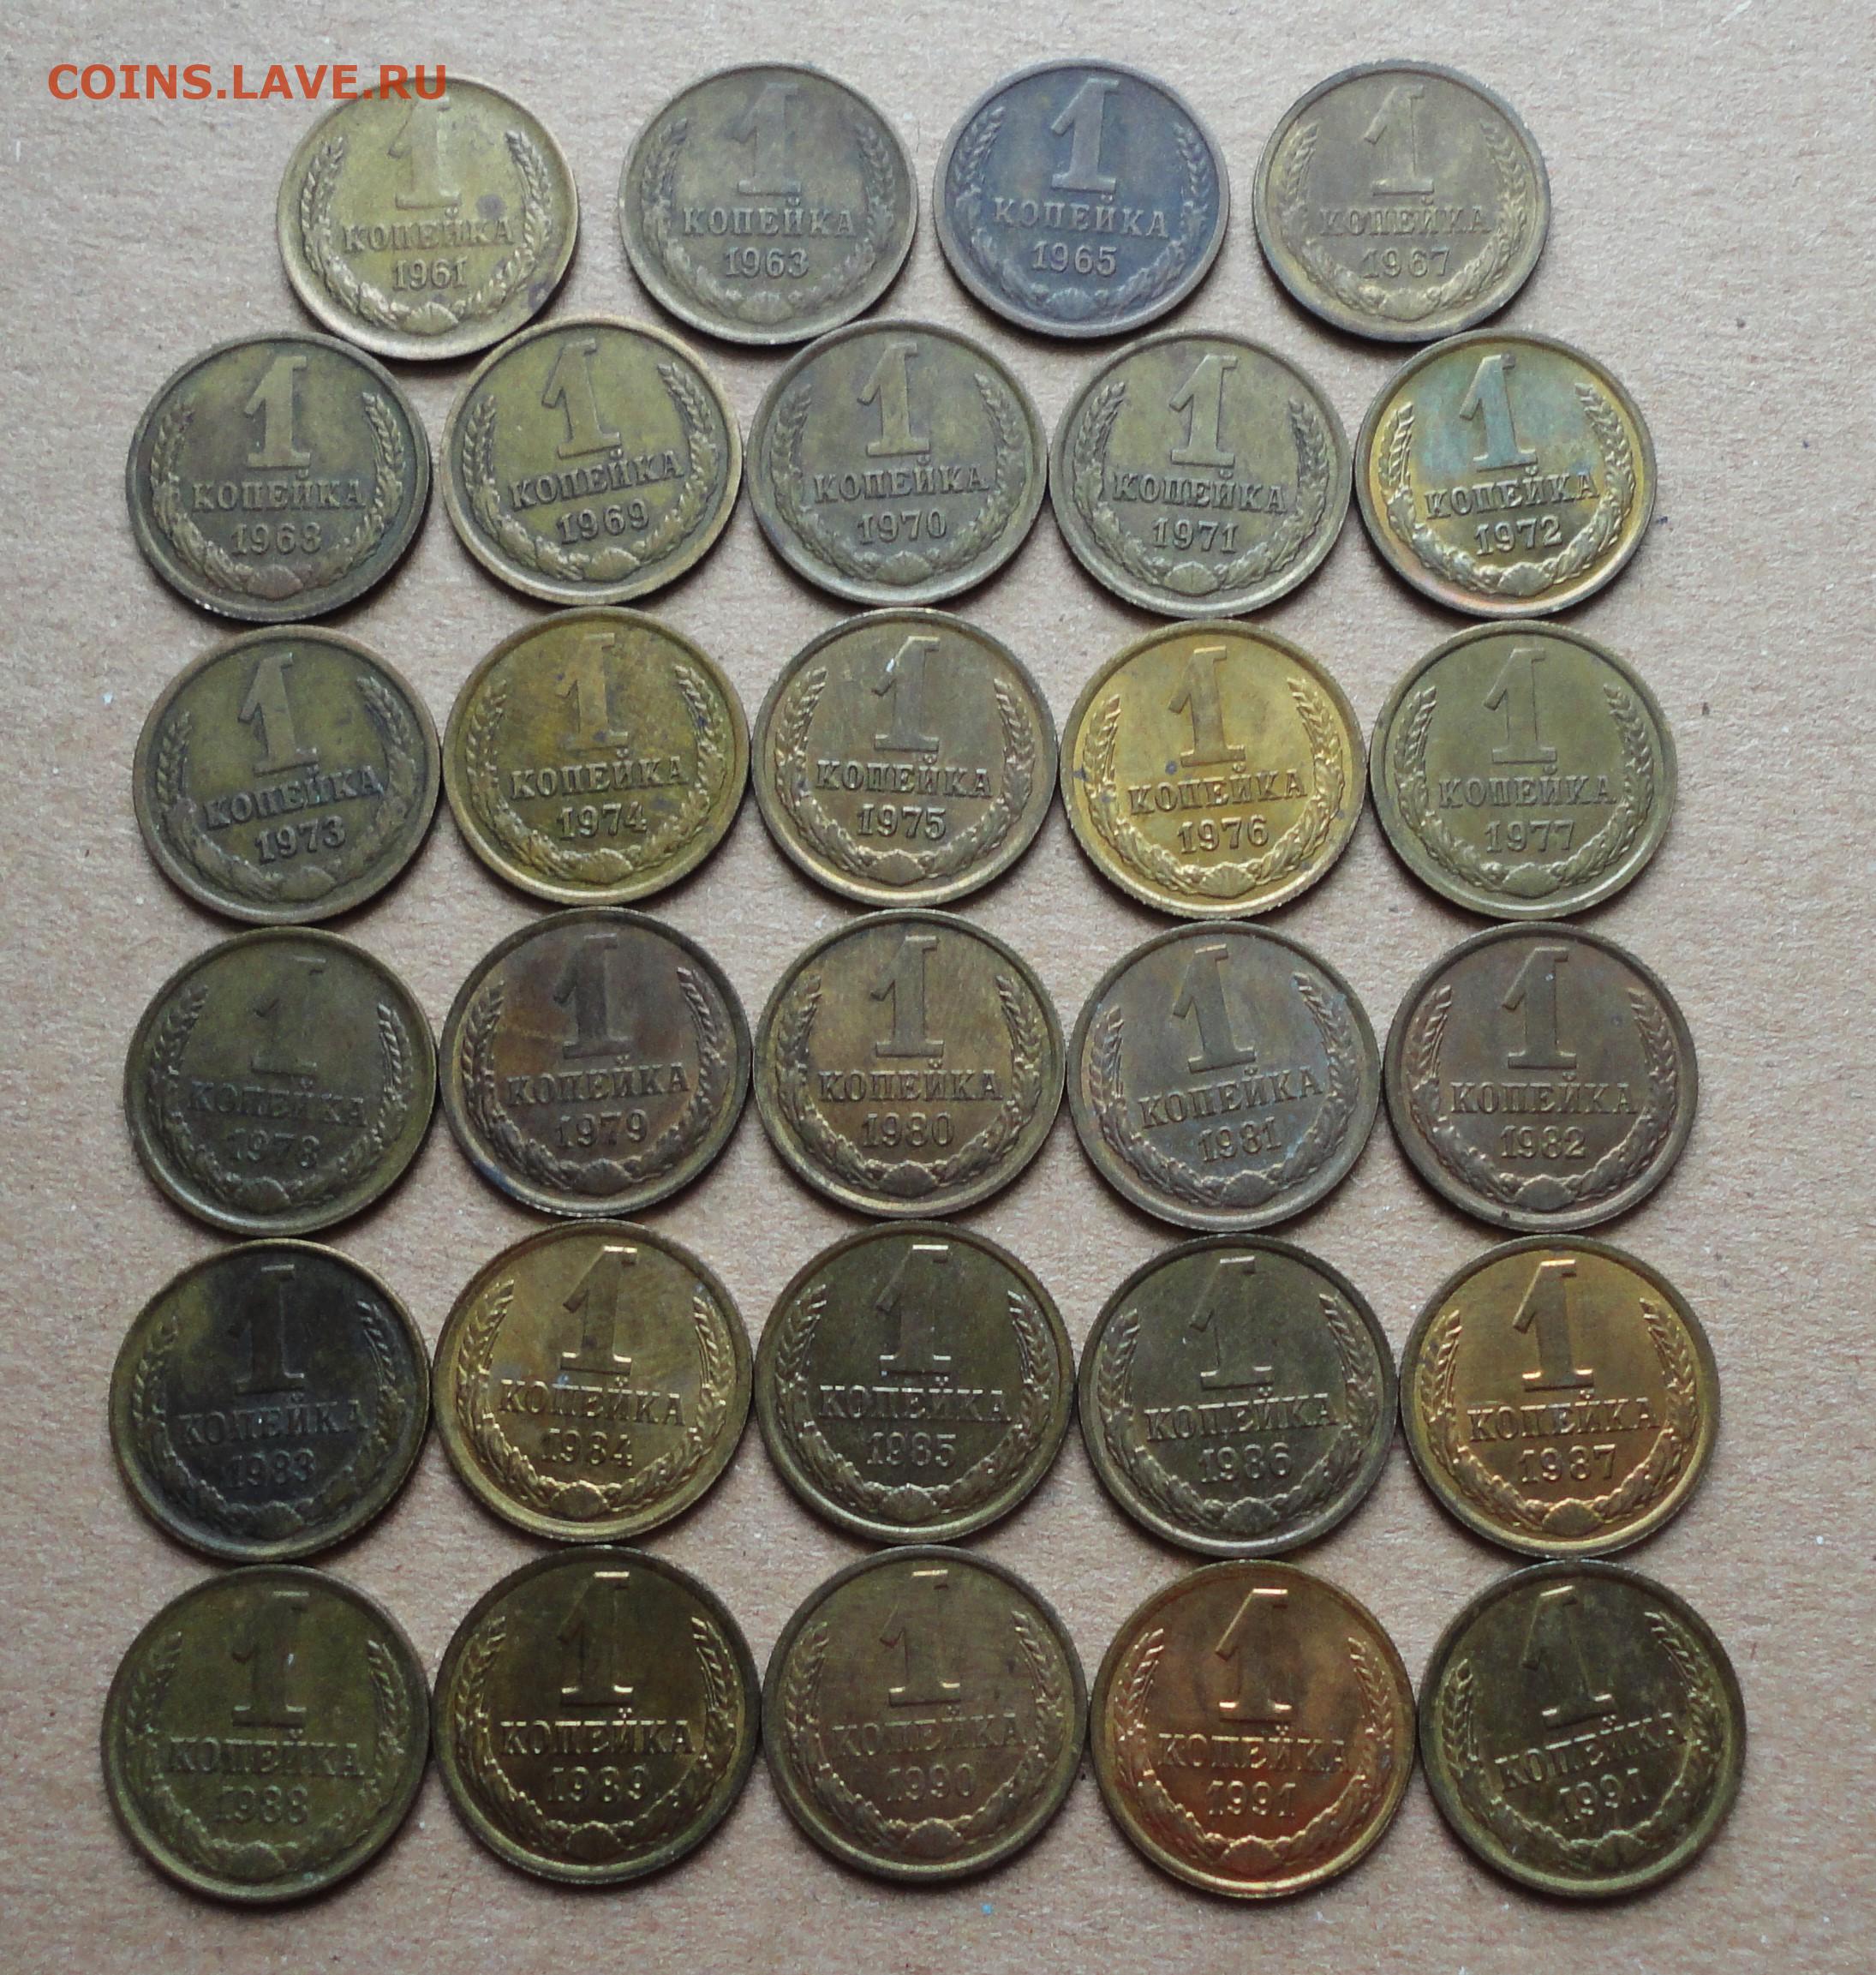 COINS.LAVE.RU
1
КОПЕЙКА
1961
1
КОПЕЙКА
1963
1
КОПЕЙКА
1965
1
КОПЕЙКА
1967
1
КОПЕЙКА
1968
1
КОПЕЙКА
1969
1
КОПЕЙКА
1970
1
КОПЕЙКА
1971
1
КОПЕЙКА
1972
1
КОПЕЙКА
1973
1
КОПЕЙКА
1974
1
КОПЕЙКА
1975
1
КОПЕЙКА
1976
1
КОПЕЙКА
1977
1
КОПЕЙКА
1978
1
КОПЕЙКА
1979
1
КОПЕЙКА
1980
1
КОПЕЙКА
1981
1
КОПЕЙКА
1982
1
КОПЕЙКА
1983
1
КОПЕЙКА
1984
1
КОПЕЙКА
1985
1
КОПЕЙКА
1986
1
КОПЕЙКА
1987
1
КОПЕЙКА
1988
1
КОПЕЙКА
1989
1
КОПЕЙКА
1990
1
КОПЕЙКА
1991
1
КОПЕЙКА
1991